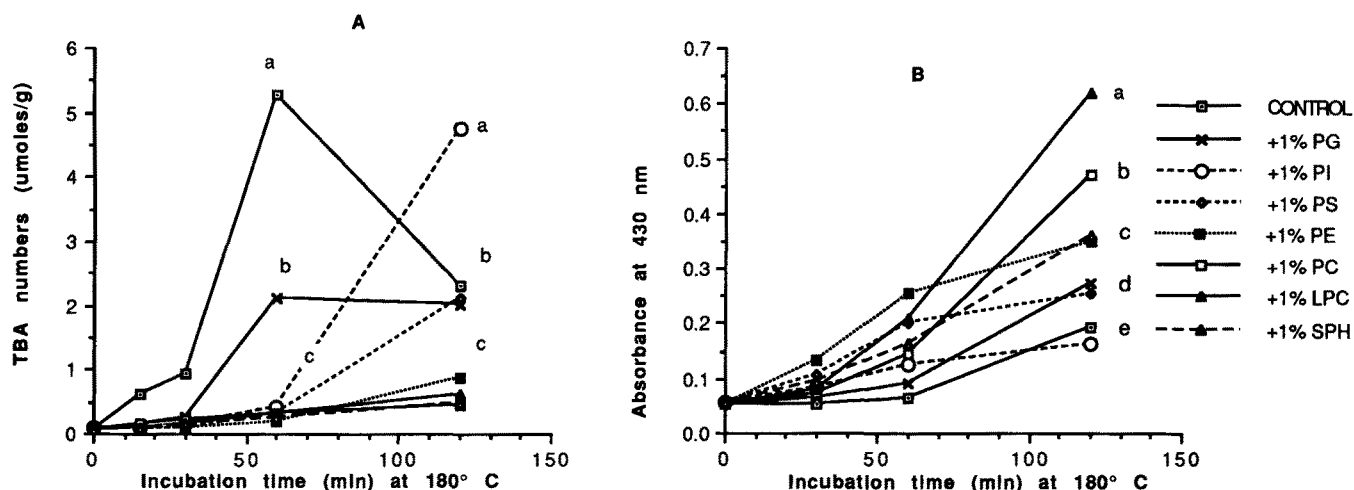 A
TBA numbers (umoles/g)
6
5
4
3
2
1
0
0
50
100
150
Incubation time (min) at 180° C
a
b
c
a
b
c
B
Absorbance at 430 nm
0.7
0.6
0.5
0.4
0.3
0.2
0.1
0.0
0
50
100
150
Incubation time (min) at 180° C
a
b
c
d
e
CONTROL
+1% PG
+1% PI
+1% PS
+1% PE
+1% PC
+1% LPC
+1% SPH